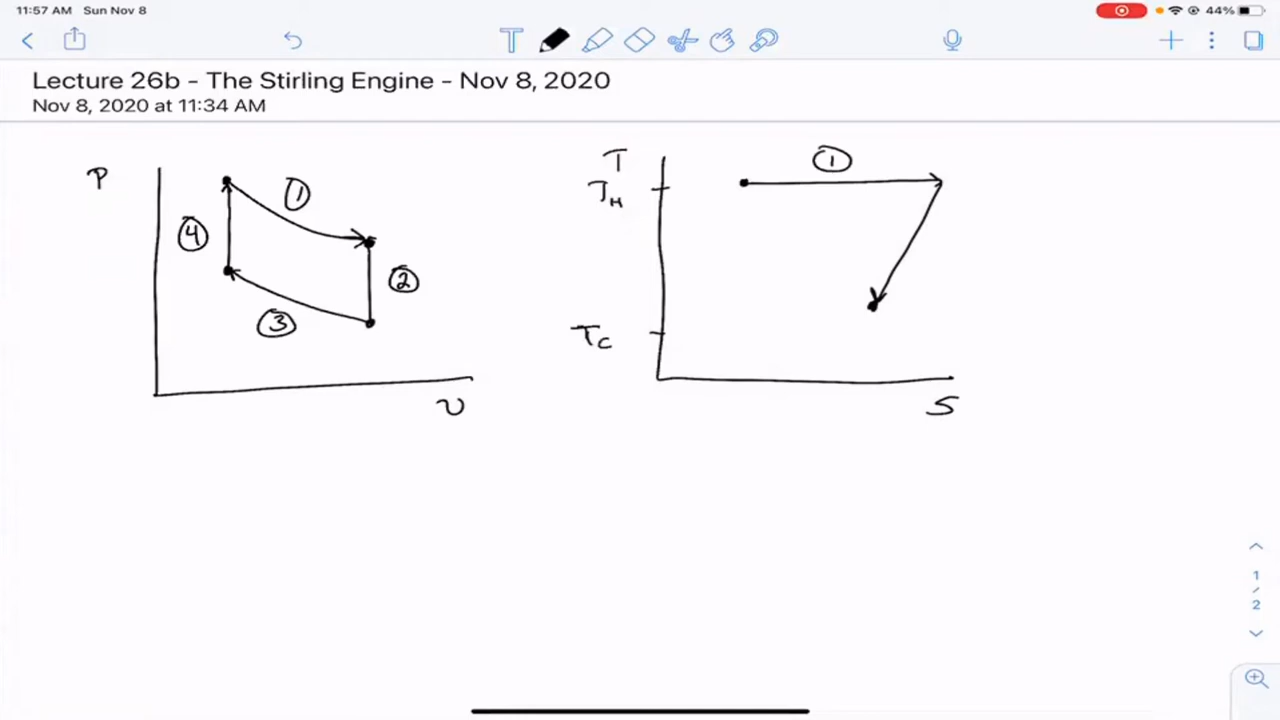 11:57 AM Sun Nov 8
44%
T
Lecture 26b - The Stirling Engine - Nov 8, 2020
Nov 8, 2020 at 11:34 AM
P
①
④
②
③
v
T
T_H
①
T_C
S
1
/
2